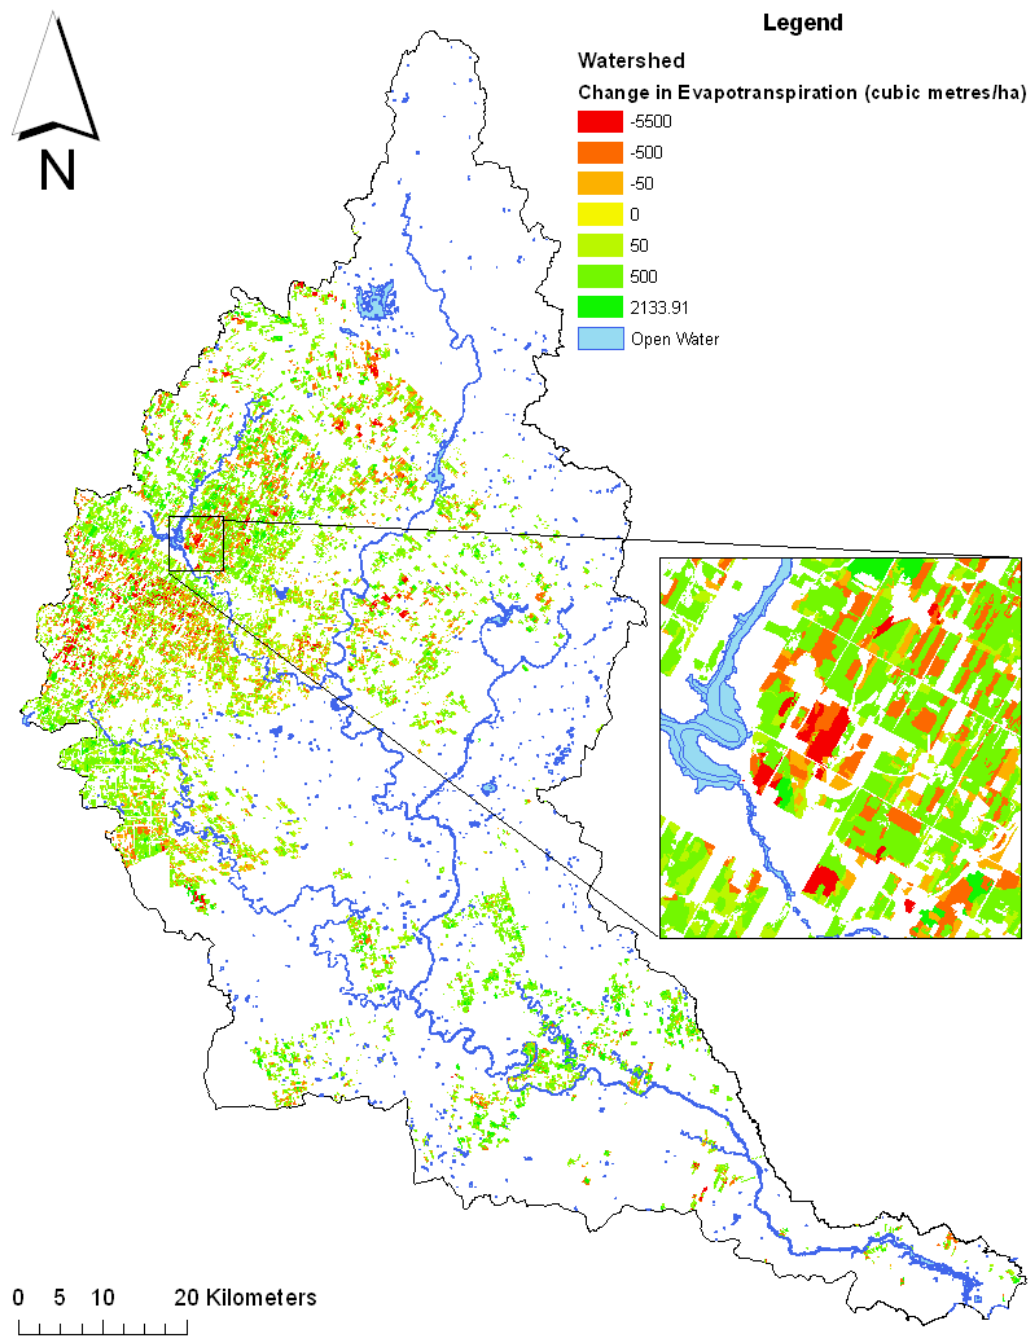 Legend
Watershed
Change in Evapotranspiration (cubic metres/ha)
-5500
-500
-50
0
50
500
2133.91
Open Water
N
0 5 10 20 Kilometers